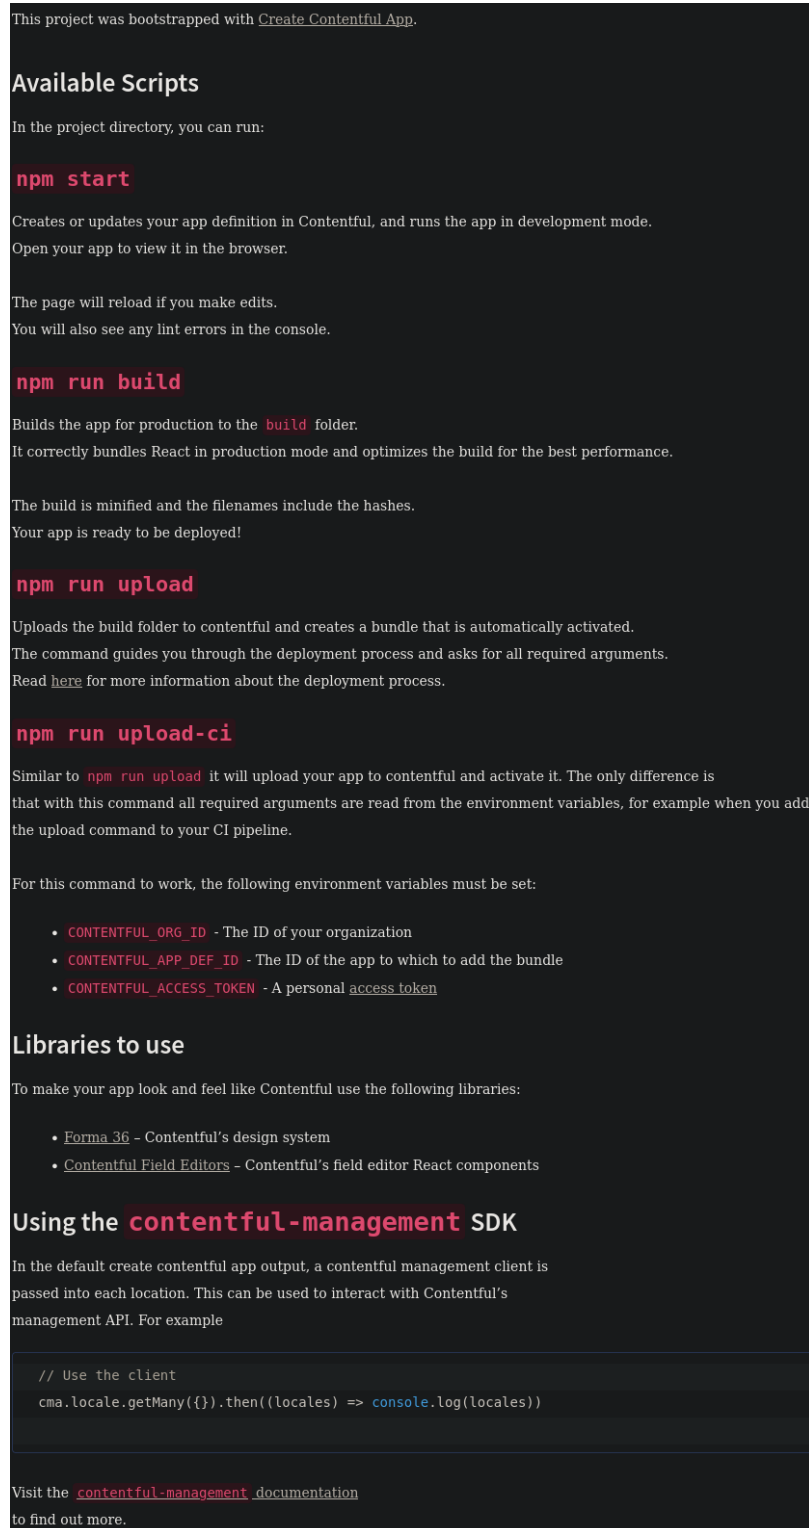 This project was bootstrapped with Create Contentful App.
Available Scripts
In the project directory, you can run:
npm start
Creates or updates your app definition in Contentful, and runs the app in development mode.
Open your app to view it in the browser.
The page will reload if you make edits.
You will also see any lint errors in the console.
npm run build
Builds the app for production to the build folder.
It correctly bundles React in production mode and optimizes the build for the best performance.
The build is minified and the filenames include the hashes.
Your app is ready to be deployed!
npm run upload
Uploads the build folder to contentful and creates a bundle that is automatically activated.
The command guides you through the deployment process and asks for all required arguments.
Read here for more information about the deployment process.
npm run upload-ci
Similar to npm run upload it will upload your app to contentful and activate it. The only difference is
that with this command all required arguments are read from the environment variables, for example when you add
the upload command to your CI pipeline.
For this command to work, the following environment variables must be set:
• CONTENTFUL_ORG_ID - The ID of your organization
• CONTENTFUL_APP_DEF_ID - The ID of the app to which to add the bundle
• CONTENTFUL_ACCESS_TOKEN - A personal access token
Libraries to use
To make your app look and feel like Contentful use the following libraries:
• Forma 36 – Contentful’s design system
• Contentful Field Editors – Contentful’s field editor React components
Using the contentful-management SDK
In the default create contentful app output, a contentful management client is
passed into each location. This can be used to interact with Contentful’s
management API. For example
// Use the client
cma.locale.getMany({}).then((locales) => console.log(locales))
Visit the contentful-management documentation
to find out more.